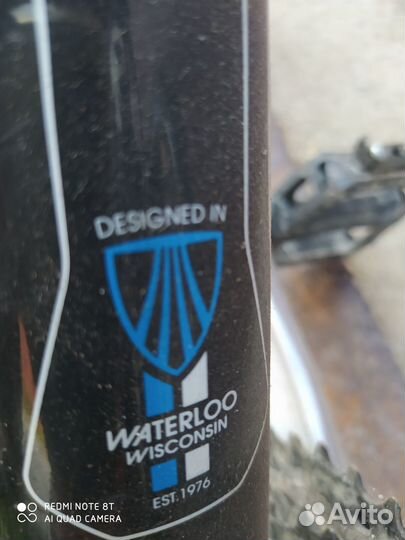 DESIGNED IN
WATERLOO
WISCONSIN
EST. 1976
REDMI NOTE 8T
AI QUAD CAMERA
Avito